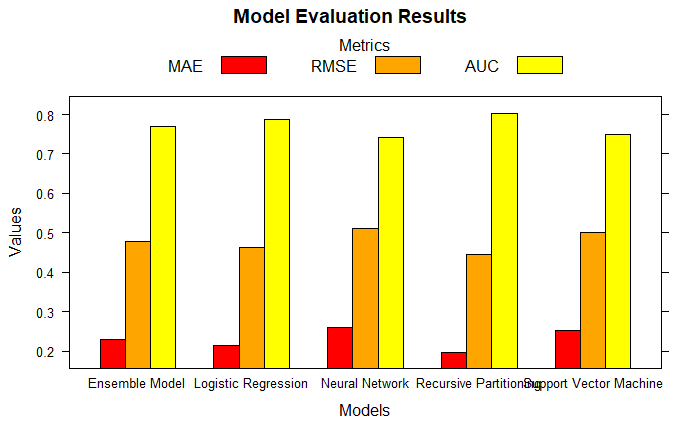 Model Evaluation Results
Metrics
MAE RMSE AUC
0.8
0.7
0.6
0.5
0.4
0.3
0.2
Values
Ensemble Model Logistic Regression Neural Network Recursive Partitioning Support Vector Machine
Models